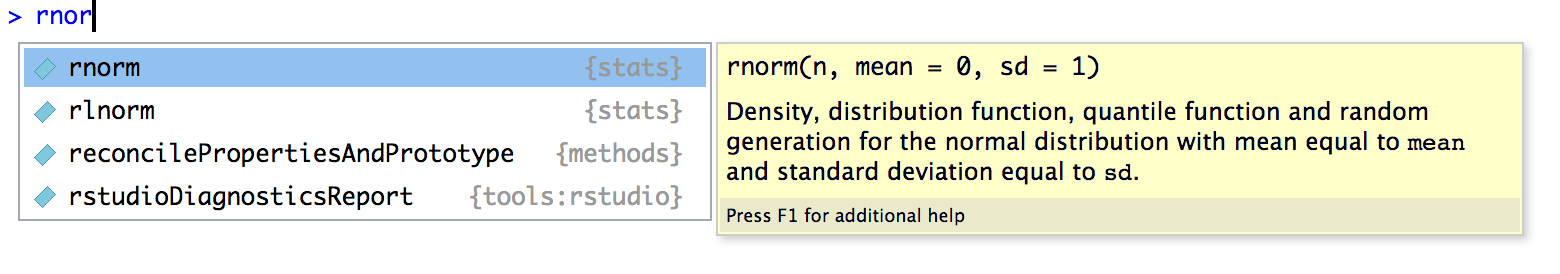 > rnor
rnorm {stats}
rlnorm {stats}
reconcilePropertiesAndPrototype {methods}
rstudioDiagnosticsReport {tools:rstudio}
rnorm(n, mean = 0, sd = 1)
Density, distribution function, quantile function and random
generation for the normal distribution with mean equal to mean
and standard deviation equal to sd.
Press F1 for additional help